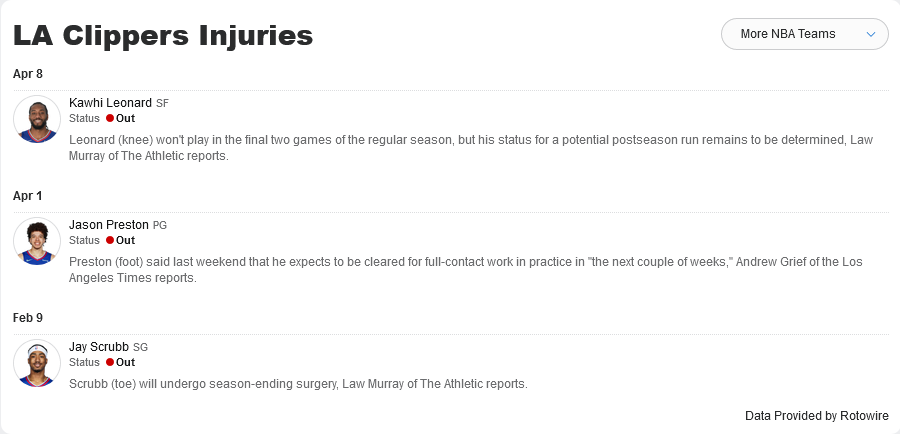 LA Clippers Injuries
More NBA Teams
Apr 8
Kawhi Leonard SF
Status Out
Leonard (knee) won't play in the final two games of the regular season, but his status for a potential postseason run remains to be determined, Law
Murray of The Athletic reports.
Apr 1
Jason Preston PG
Status Out
Preston (foot) said last weekend that he expects to be cleared for full-contact work in practice in "the next couple of weeks," Andrew Grief of the Los
Angeles Times reports.
Feb 9
Jay Scrubb SG
Status Out
Scrubb (toe) will undergo season-ending surgery, Law Murray of The Athletic reports.
Data Provided by Rotowire